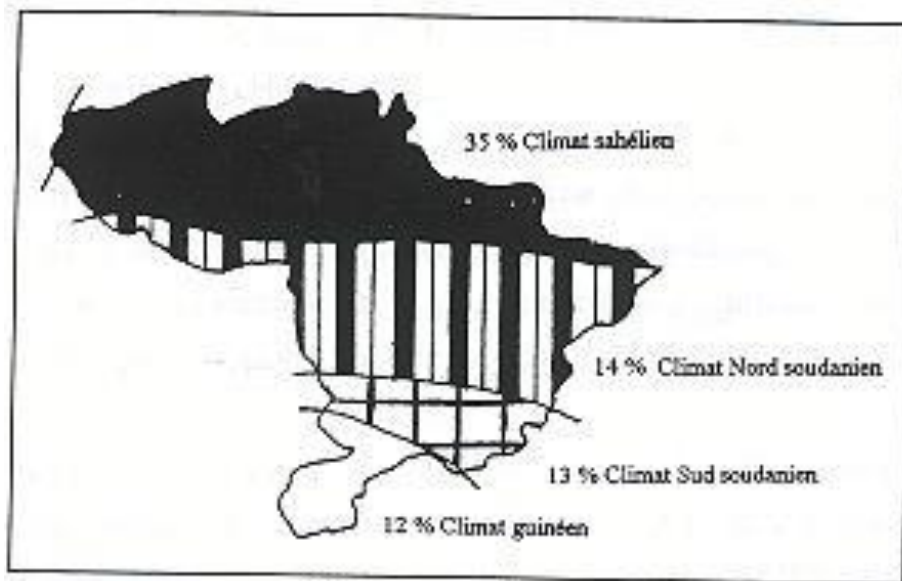 35 % Climat sahélien
14 % Climat Nord soudanien
13 % Climat Sud soudanien
12 % Climat guinéen